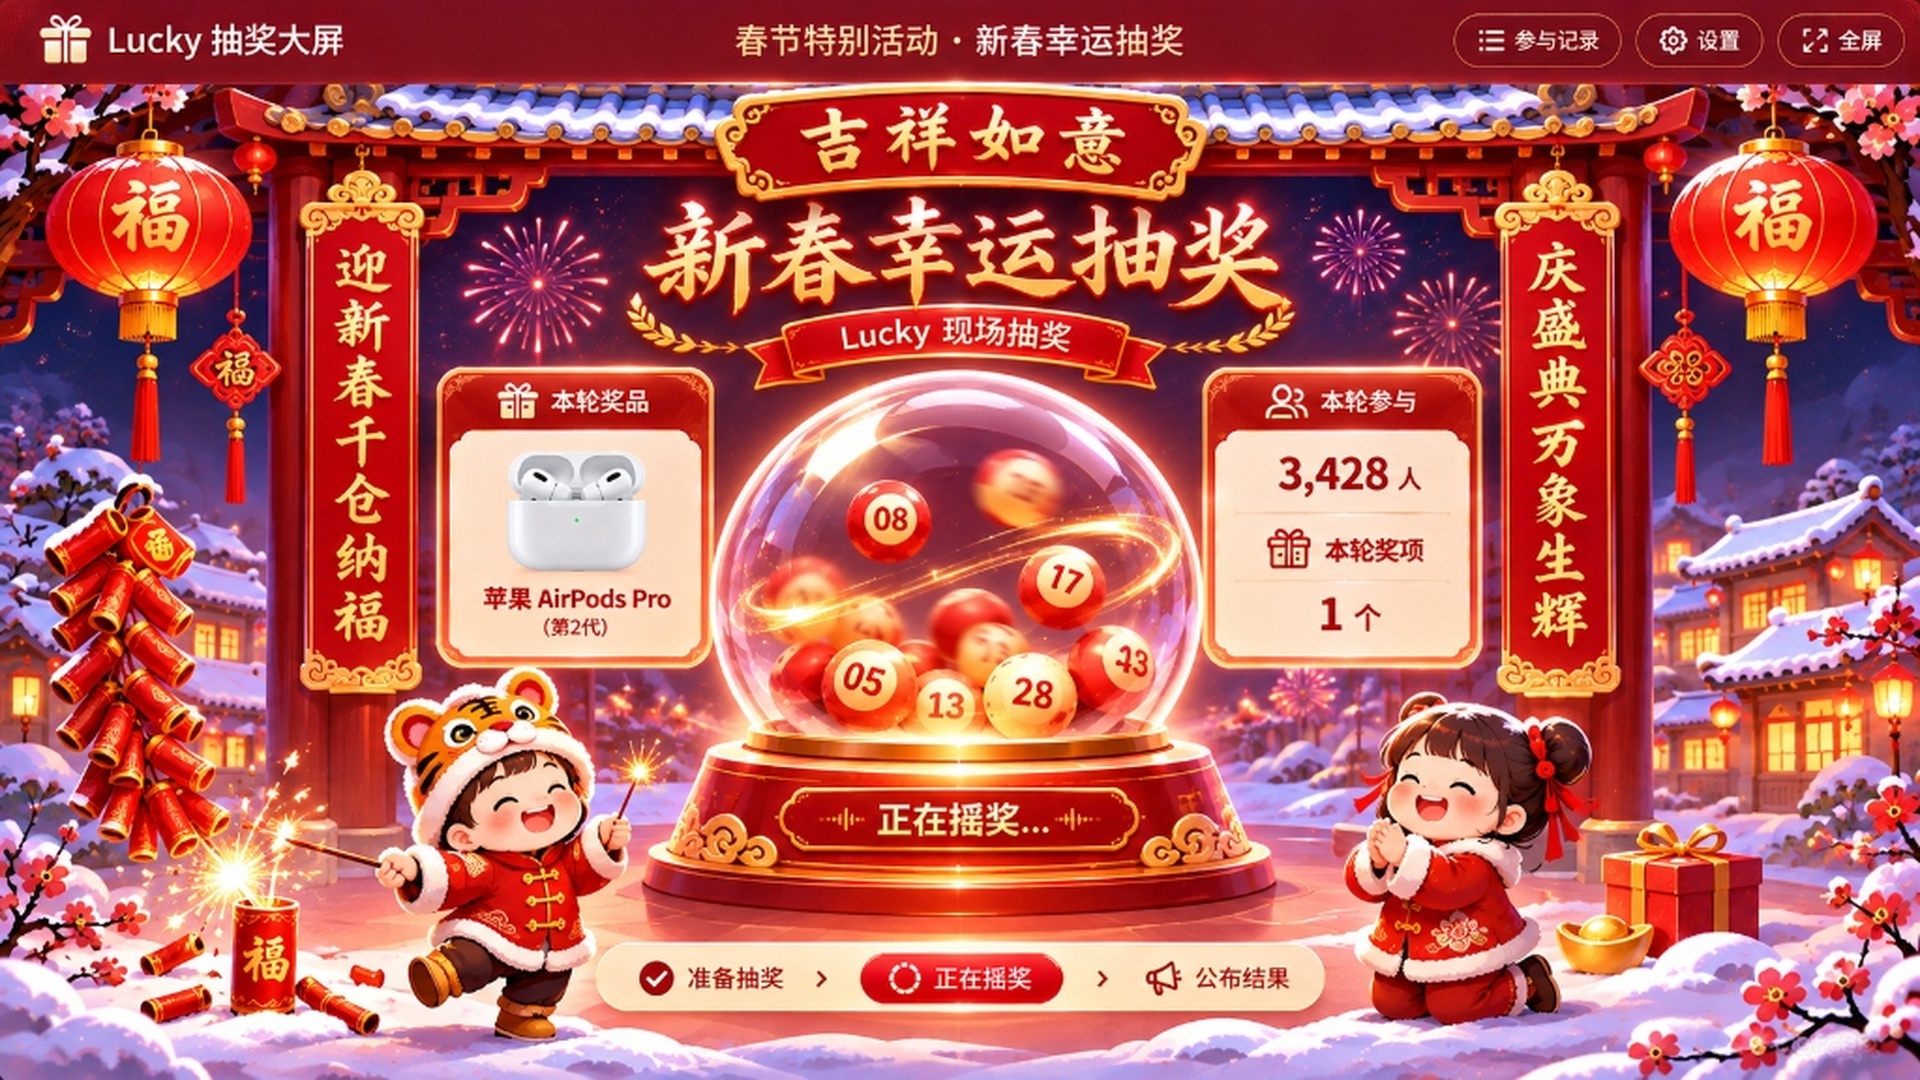 Lucky 抽奖大屏
春节特别活动·新春幸运抽奖
参与记录
设置
全屏
吉祥如意
新春幸运抽奖
Lucky 现场抽奖
福
福
福
迎新春千仓纳福
庆盛典万象生辉
本轮奖品
苹果 AirPods Pro
（第2代）
本轮参与
3,428 人
本轮奖项
1 个
08
17
05
13
28
43
福
王
福
正在摇奖...
准备抽奖
正在摇奖
公布结果